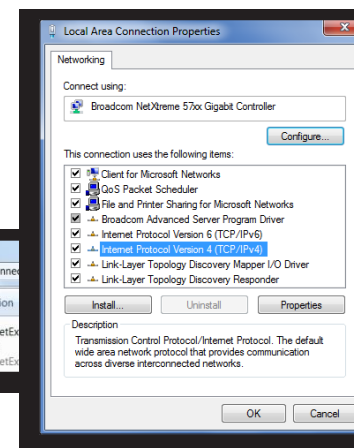 Local Area Connection Properties
Networking
Connect using:
Broadcom NetXtreme 57xx Gigabit Controller
Configure...
This connection uses the following items:
Client for Microsoft Networks
QoS Packet Scheduler
File and Printer Sharing for Microsoft Networks
Broadcom Advanced Server Program Driver
Internet Protocol Version 6 (TCP/IPv6)
Internet Protocol Version 4 (TCP/IPv4)
Link-Layer Topology Discovery Mapper I/O Driver
Link-Layer Topology Discovery Responder
Install...
Uninstall
Properties
Description
Transmission Control Protocol/Internet Protocol. The default
wide area network protocol that provides communication
across diverse interconnected networks.
OK
Cancel